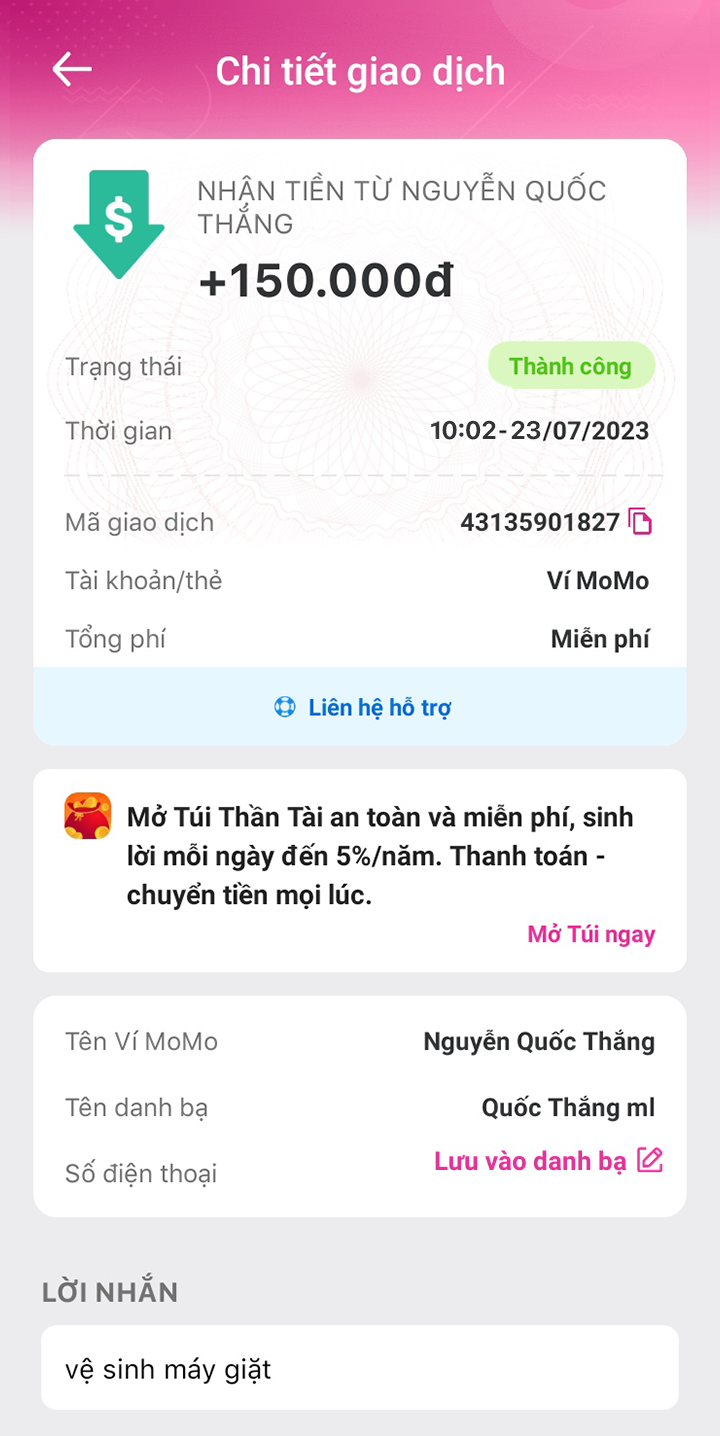 Chi tiết giao dịch
NHẬN TIỀN TỪ NGUYỄN QUỐC
THẮNG
+150.000đ
Trạng thái Thành công
Thời gian 10:02-23/07/2023
Mã giao dịch 43135901827
Tài khoản/thẻ Ví MoMo
Tổng phí Miễn phí
Liên hệ hỗ trợ
Mở Túi Thần Tài an toàn và miễn phí, sinh
lời mỗi ngày đến 5%/năm. Thanh toán -
chuyển tiền mọi lúc.
Mở Túi ngay
Tên Ví MoMo Nguyễn Quốc Thắng
Tên danh bạ Quốc Thắng ml
Số điện thoại Lưu vào danh bạ
LỜI NHẮN
vệ sinh máy giặt